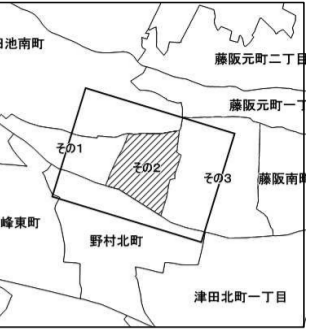 池南町
藤阪元町二丁目
藤阪元町一丁
その1
その2
その3
藤阪南町
峰東町
野村北町
津田北町一丁目